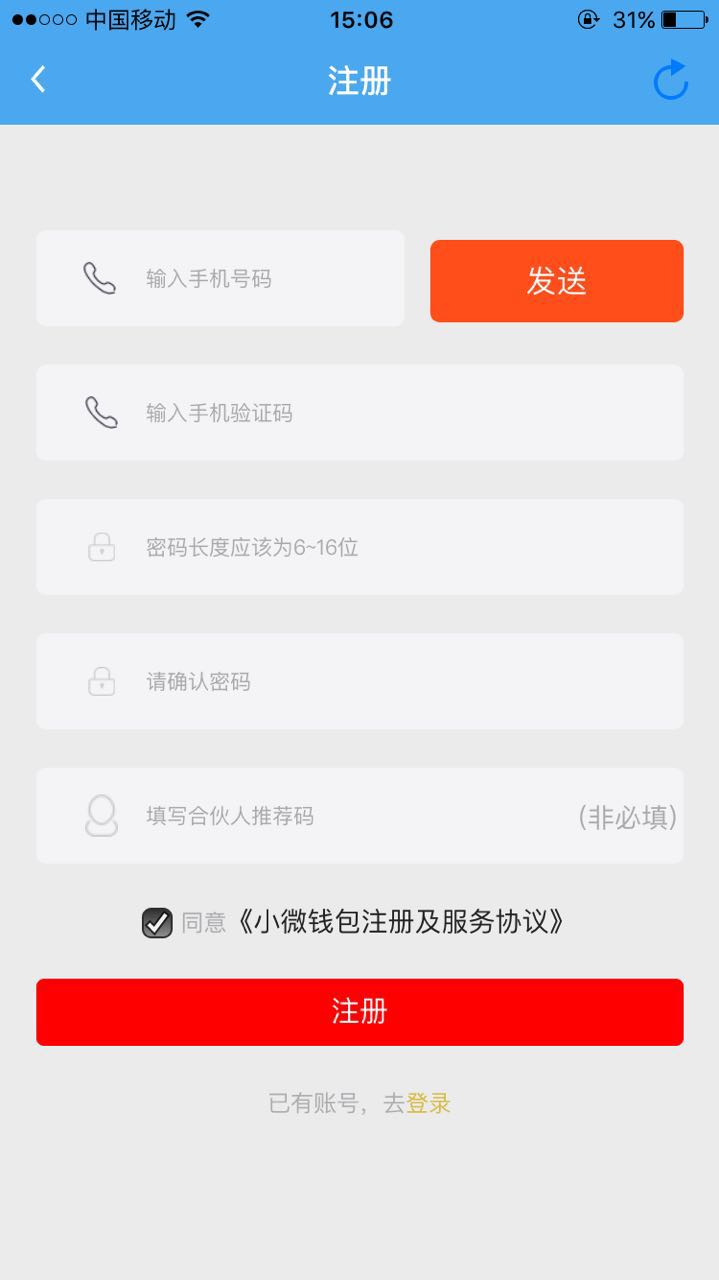 中国移动 15:06 31%
注册
输入手机号码 发送
输入手机验证码
密码长度应该为6~16位
请确认密码
填写合伙人推荐码 (非必填)
同意《小微钱包注册及服务协议》
注册
已有账号，去登录